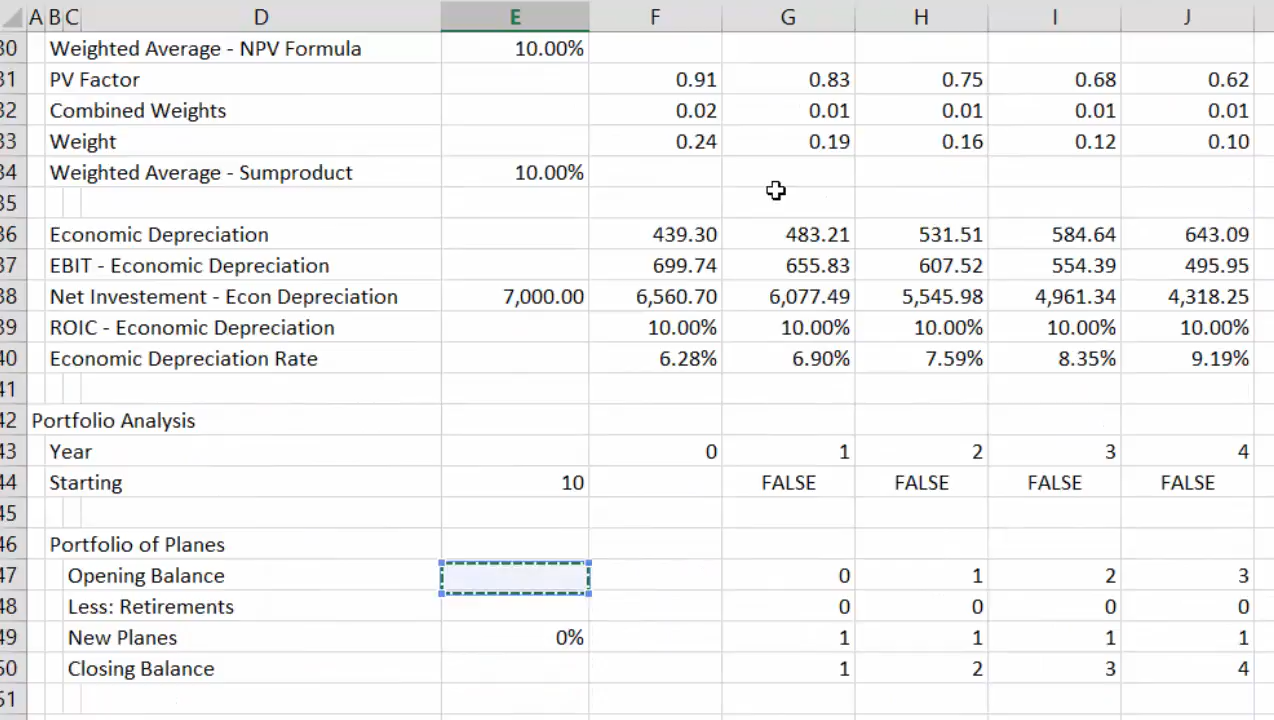 A B C D E F G H I J
30 Weighted Average - NPV Formula 10.00%
31 PV Factor 0.91 0.83 0.75 0.68 0.62
32 Combined Weights 0.02 0.01 0.01 0.01 0.01
33 Weight 0.24 0.19 0.16 0.12 0.10
34 Weighted Average - Sumproduct 10.00%
35
36 Economic Depreciation 439.30 483.21 531.51 584.64 643.09
37 EBIT - Economic Depreciation 699.74 655.83 607.52 554.39 495.95
38 Net Investement - Econ Depreciation 7,000.00 6,560.70 6,077.49 5,545.98 4,961.34 4,318.25
39 ROIC - Economic Depreciation 10.00% 10.00% 10.00% 10.00% 10.00%
40 Economic Depreciation Rate 6.28% 6.90% 7.59% 8.35% 9.19%
41
42 Portfolio Analysis
43 Year 0 1 2 3 4
44 Starting 10 FALSE FALSE FALSE FALSE
45
46 Portfolio of Planes
47 Opening Balance 0 1 2 3
48 Less: Retirements 0 0 0 0
49 New Planes 0% 1 1 1 1
50 Closing Balance 1 2 3 4
51